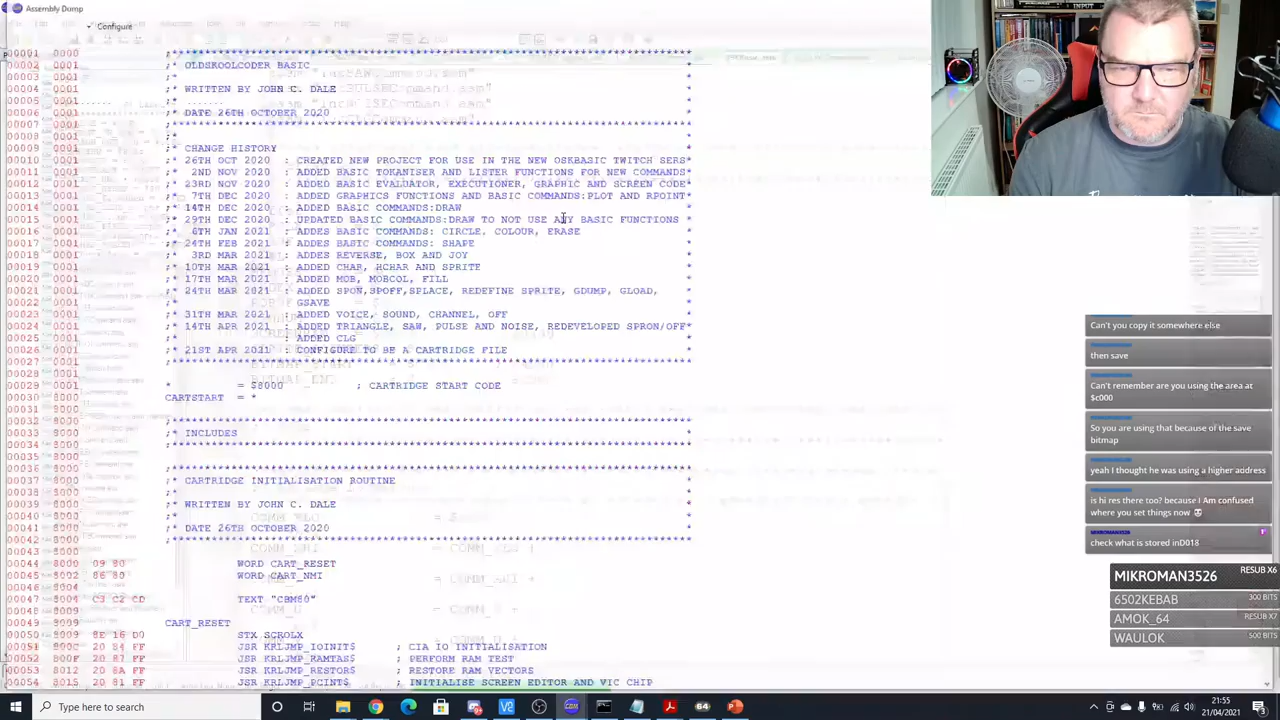 Assembly Dump
Configure
00001 0000 ;*******************************************************************************
00002 0001 ;* OLDSKOOLCODER BASIC *
00003 0001 ;* *
00004 0001 ;* WRITTEN BY JOHN C. DALE *
00005 0001 ;* *
00006 0001 ;* DATE 26TH OCTOBER 2020 *
00007 0001 ;*******************************************************************************
00008 0001 ;* *
00009 0001 ;* CHANGE HISTORY *
00010 0001 ;* 26TH OCT 2020 : CREATED NEW PROJECT FOR USE IN THE NEW OSKBASIC TWITCH SERS*
00011 0001 ;* 2ND NOV 2020 : ADDED BASIC TOKANISER AND LISTER FUNCTIONS FOR NEW COMMANDS*
00012 0001 ;* 23RD NOV 2020 : ADDED BASIC EVALUATOR, EXECUTIONER, GRAPHIC AND SCREEN CODE*
00013 0001 ;* 7TH DEC 2020 : ADDED GRAPHICS FUNCTIONS AND BASIC COMMANDS:PLOT AND RPOINT*
00014 0001 ;* 14TH DEC 2020 : ADDED BASIC COMMANDS:DRAW *
00015 0001 ;* 29TH DEC 2020 : UPDATED BASIC COMMANDS:DRAW TO NOT USE ANY BASIC FUNCTIONS *
00016 0001 ;* 6TH JAN 2021 : ADDES BASIC COMMANDS: CIRCLE. COLOUR, ERASE *
00017 0001 ;* 24TH FEB 2021 : ADDES BASIC COMMANDS: SHAPE *
00018 0001 ;* 3RD MAR 2021 : ADDES REVERSE, BOX AND JOY *
00019 0001 ;* 10TH MAR 2021 : ADDED CHAR, HCHAR AND SPRITE *
00020 0001 ;* 17TH MAR 2021 : ADDED MOB, MOBCOL, FILL *
00021 0001 ;* 24TH MAR 2021 : ADDED SPON,SPOFF,SPLACE, REDEFINE SPRITE, GDUMP, GLOAD, *
00022 0001 ;* GSAVE *
00023 0001 ;* 31TH MAR 2021 : ADDED VOICE, SOUND, CHANNEL, OFF *
00024 0001 ;* 14TH APR 2021 : ADDED TRIANGLE, SAW, PULSE AND NOISE, REDEVELOPED SPRON/OFF*
00025 0001 ;* : ADDED CLG *
00026 0001 ;* 21ST APR 2021 : CONFIGURE TO BE A CARTRIDGE FILE *
00027 0001 ;*******************************************************************************
00028 0001
00029 0001 * = $8000 ; CARTRIDGE START CODE
00030 8000 CARTSTART = *
00031 8000
00032 8000 ;*******************************************************************************
00033 8000 ;* INCLUDES *
00034 8000 ;*******************************************************************************
00035 8000
00036 8000 ;*******************************************************************************
00037 8000 ;* CARTRIDGE INITIALISATION ROUTINE *
00038 8000 ;* *
00039 8000 ;* WRITTEN BY JOHN C. DALE *
00040 8000 ;* *
00041 8000 ;* DATE 26TH OCTOBER 2020 *
00042 8000 ;*******************************************************************************
00043 8000
00044 8000 09 80 WORD CART_RESET
00045 8002 86 80 WORD CART_NMI
00046 8004
00047 8004 C3 C2 CD TEXT "CBM80"
00048 8009
00049 8009 CART_RESET
00050 8009 8E 16 D0 STX SCROLX
00051 800C 20 84 FF JSR KRLJMP_IOINIT$ ; CIA IO INITIALISATION
00052 800F 20 87 FF JSR KRLJMP_RAMTAS$ ; PERFORM RAM TEST
00053 8012 20 8A FF JSR KRLJMP_RESTOR$ ; RESTORE RAM VECTORS
00054 8015 20 81 FF JSR KRLJMP_PCINT$ ; INITIALISE SCREEN EDITOR AND VIC CHIP
INPUT
Can't you copy it somewhere else
then save
Can't remember are you using the area at
$c000
So you are using that because of the save
bitmap
yeah I thought he was using a higher address
is hi res there too? because I Am confused
where you set things now
MIKROMAN3526
check what is stored inD018
MIKROMAN3526 RESUB X6
6502KEBAB 300 BITS
AMOK_64 RESUB X7
WAULOK 500 BITS
Type here to search
21:55
21/04/2021